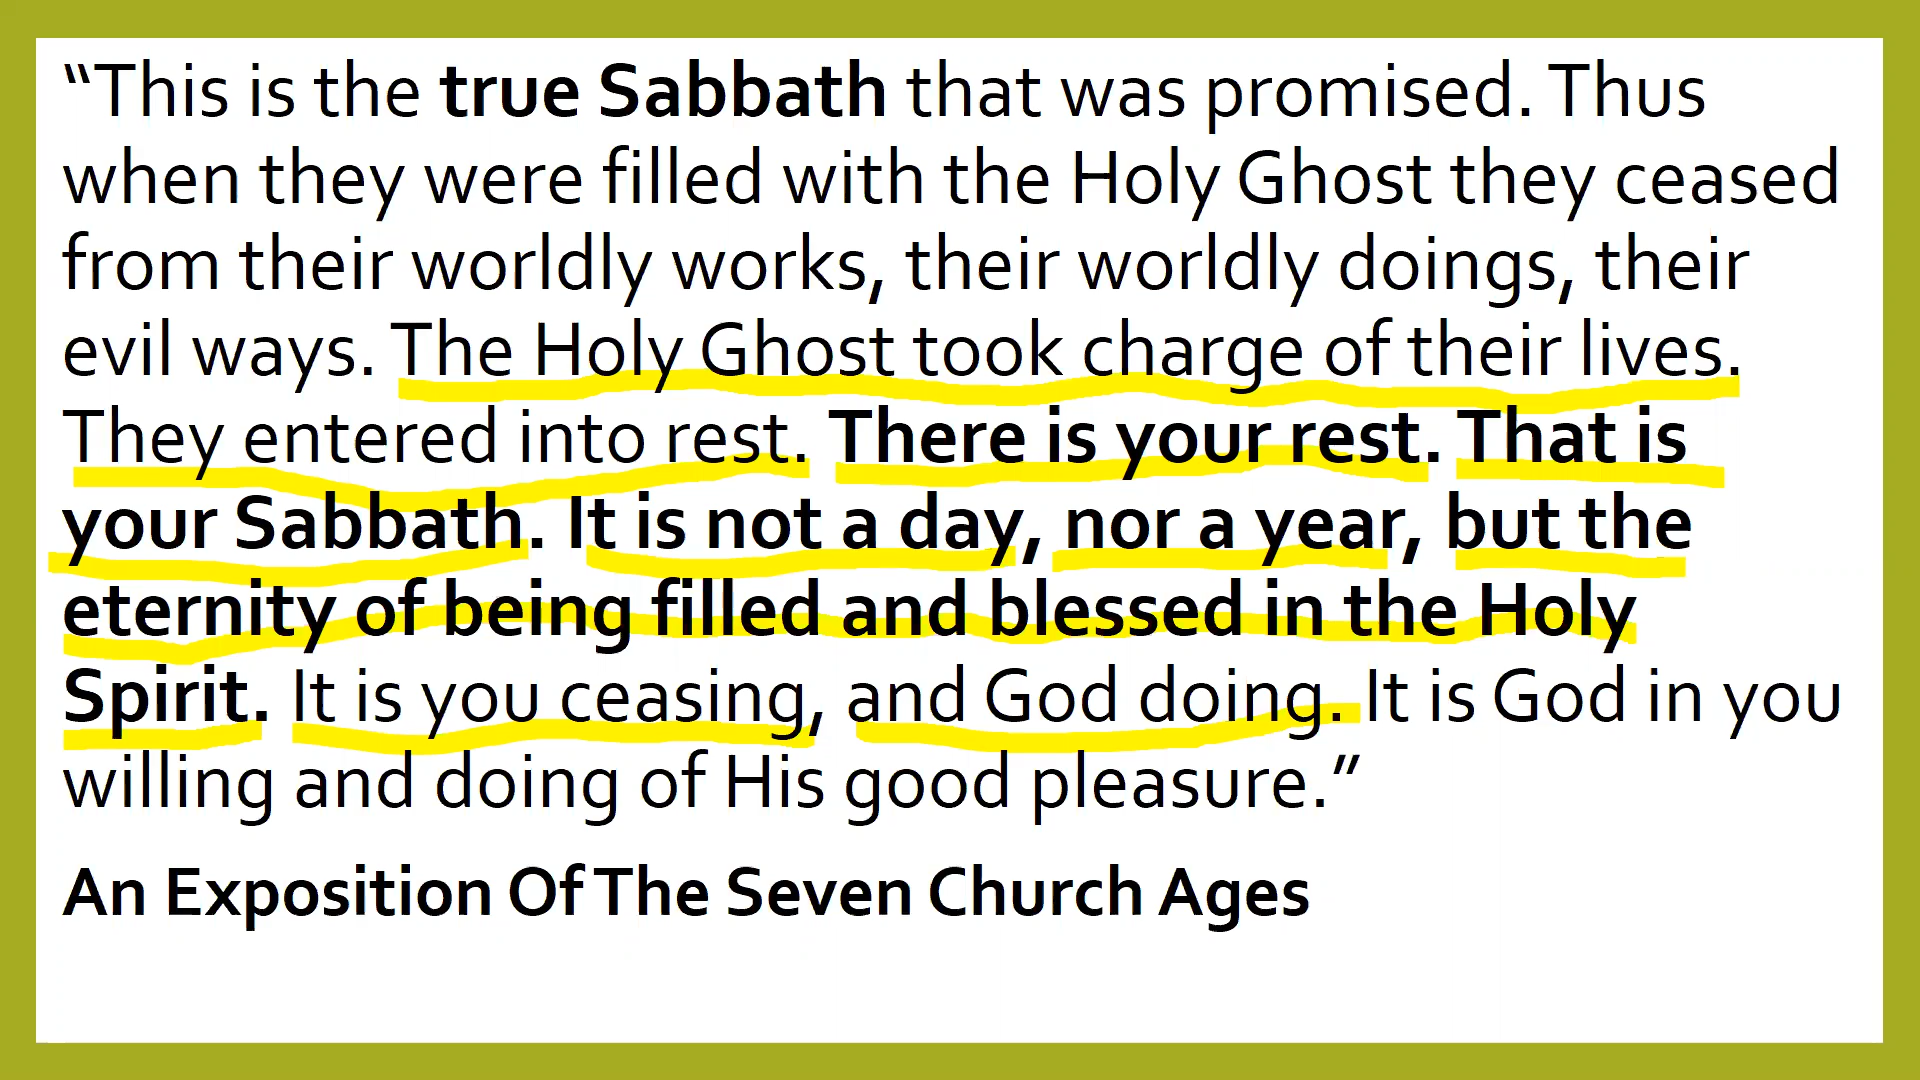 “This is the true Sabbath that was promised. Thus
when they were filled with the Holy Ghost they ceased
from their worldly works, their worldly doings, their
evil ways. The Holy Ghost took charge of their lives.
They entered into rest. There is your rest. That is
your Sabbath. It is not a day, nor a year, but the
eternity of being filled and blessed in the Holy
Spirit. It is you ceasing, and God doing. It is God in you
willing and doing of His good pleasure.”
An Exposition Of The Seven Church Ages